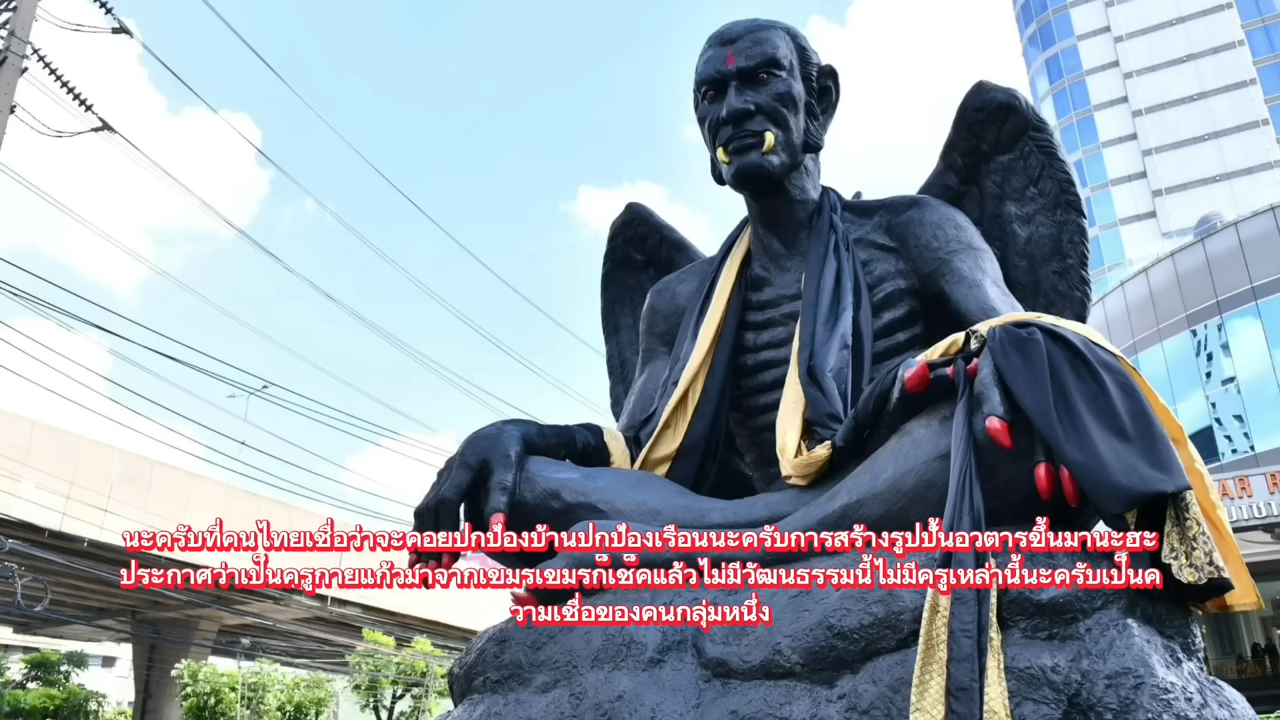 นะครับที่คนไทยเชื่อว่าจะคอยปกป้องบ้านปกป้องเรือนนะครับการสร้างรูปปั้นอวตารขึ้นมานะฮะ
ประกาศว่าเป็นครูกายแก้วมาจากเขมรเขมรก็เช็คแล้วไม่มีวัฒนธรรมนี้ไม่มีครูเหล่านี้นะครับเป็นค
วามเชื่อของคนกลุ่มหนึ่ง
AR R